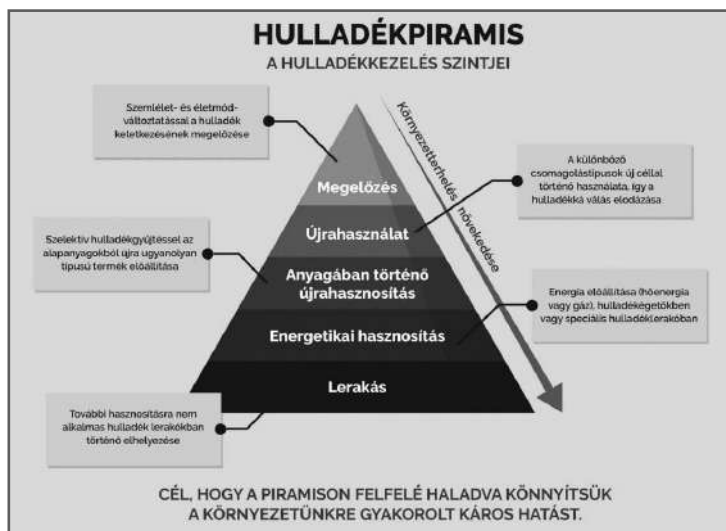 HULLADÉKPIRAMIS
A HULLADÉKKEZELÉS SZINTJEI
Szemlélet- és életmód-
változtatással a hulladék
keletkezésének megelőzése
Környezetterhelés növekedése
Megelőzés
A különböző
csomagolástípusok új céllal
történő használata, így a
hulladékká válás elodázása
Újrahasználat
Szelektív hulladékgyűjtéssel az
alapanyagokból újra ugyanolyan
típusú termék előállítása
Anyagában történő
újrahasznosítás
Energia előállítása (hőenergia
vagy gáz), hulladékégetőkben
vagy speciális hulladéklerakóban
Energetikai hasznosítás
Lerakás
További hasznosításra nem
alkalmas hulladék lerakókban
történő elhelyezése
CÉL, HOGY A PIRAMISON FELFELÉ HALADVA KÖNNYÍTSÜK
A KÖRNYEZETÜNKRE GYAKOROLT KÁROS HATÁST.